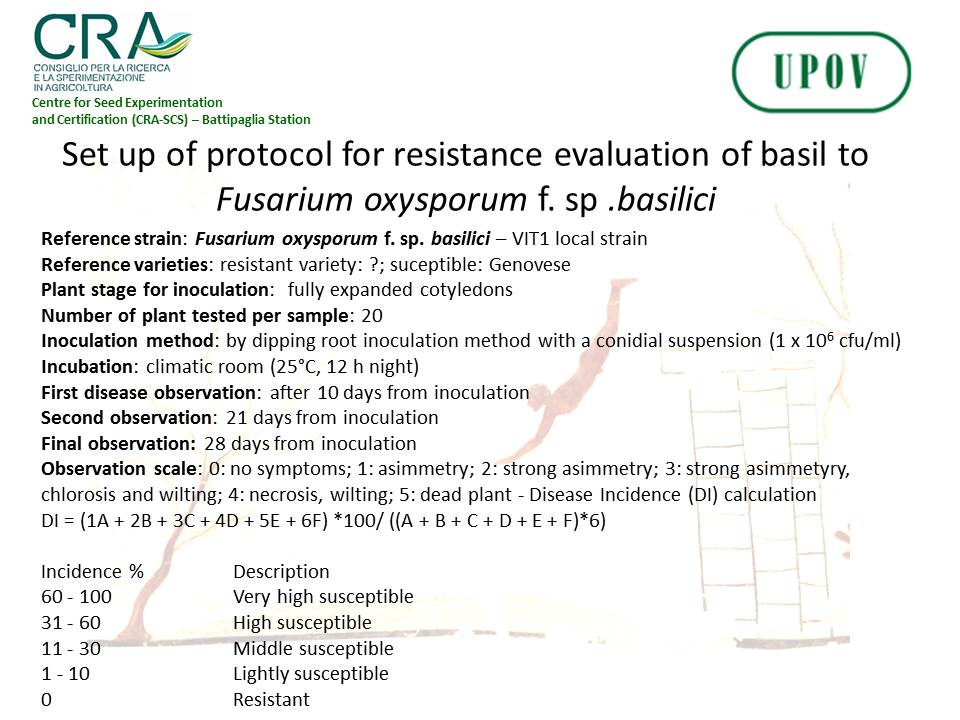 CRA
CONSIGLIO PER LA RICERCA
E LA SPERIMENTAZIONE
IN AGRICOLTURA
Centre for Seed Experimentation
and Certification (CRA-SCS) – Battipaglia Station
UPOV
Set up of protocol for resistance evaluation of basil to
Fusarium oxysporum f. sp .basilici
Reference strain: Fusarium oxysporum f. sp. basilici – VIT1 local strain
Reference varieties: resistant variety: ?; suceptible: Genovese
Plant stage for inoculation: fully expanded cotyledons
Number of plant tested per sample: 20
Inoculation method: by dipping root inoculation method with a conidial suspension (1 x 10⁶ cfu/ml)
Incubation: climatic room (25°C, 12 h night)
First disease observation: after 10 days from inoculation
Second observation: 21 days from inoculation
Final observation: 28 days from inoculation
Observation scale: 0: no symptoms; 1: asimmetry; 2: strong asimmetry; 3: strong asimmetyry,
chlorosis and wilting; 4: necrosis, wilting; 5: dead plant - Disease Incidence (DI) calculation
DI = (1A + 2B + 3C + 4D + 5E + 6F) *100/ ((A + B + C + D + E + F)*6)
Incidence % Description
60 - 100 Very high susceptible
31 - 60 High susceptible
11 - 30 Middle susceptible
1 - 10 Lightly susceptible
0 Resistant